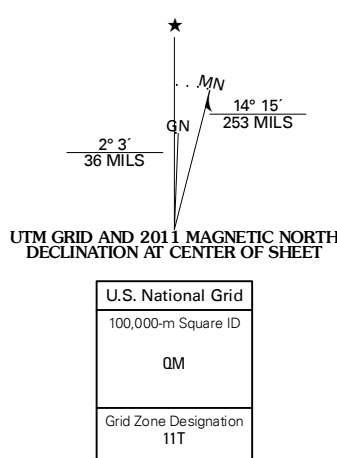 ★
MN
GN
14° 15´
253 MILS
2° 3´
36 MILS
UTM GRID AND 2011 MAGNETIC NORTH
DECLINATION AT CENTER OF SHEET
U.S. National Grid
100,000-m Square ID
QM
Grid Zone Designation
11T